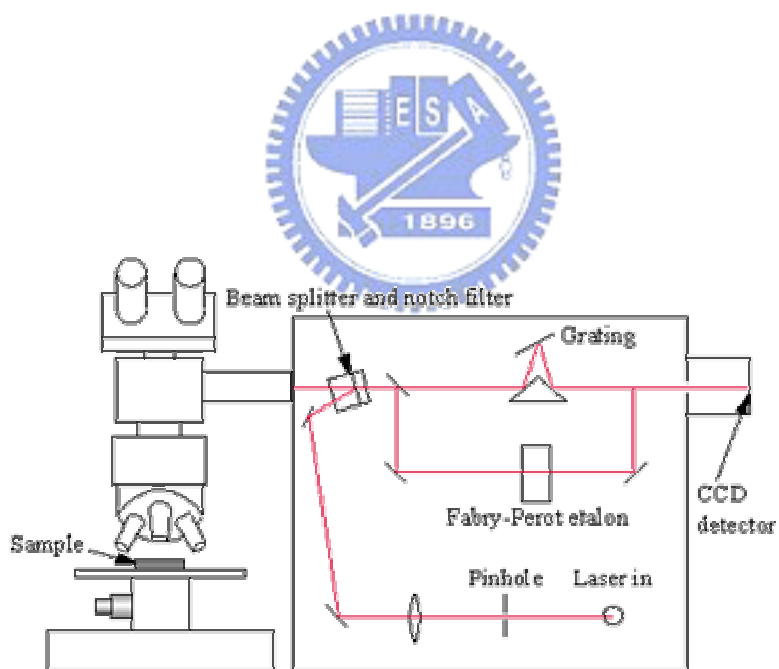 E S A
1896
Beam splitter and notch filter
Grating
CCD
detector
Fabry-Perot etalon
Sample
Pinhole
Laser in